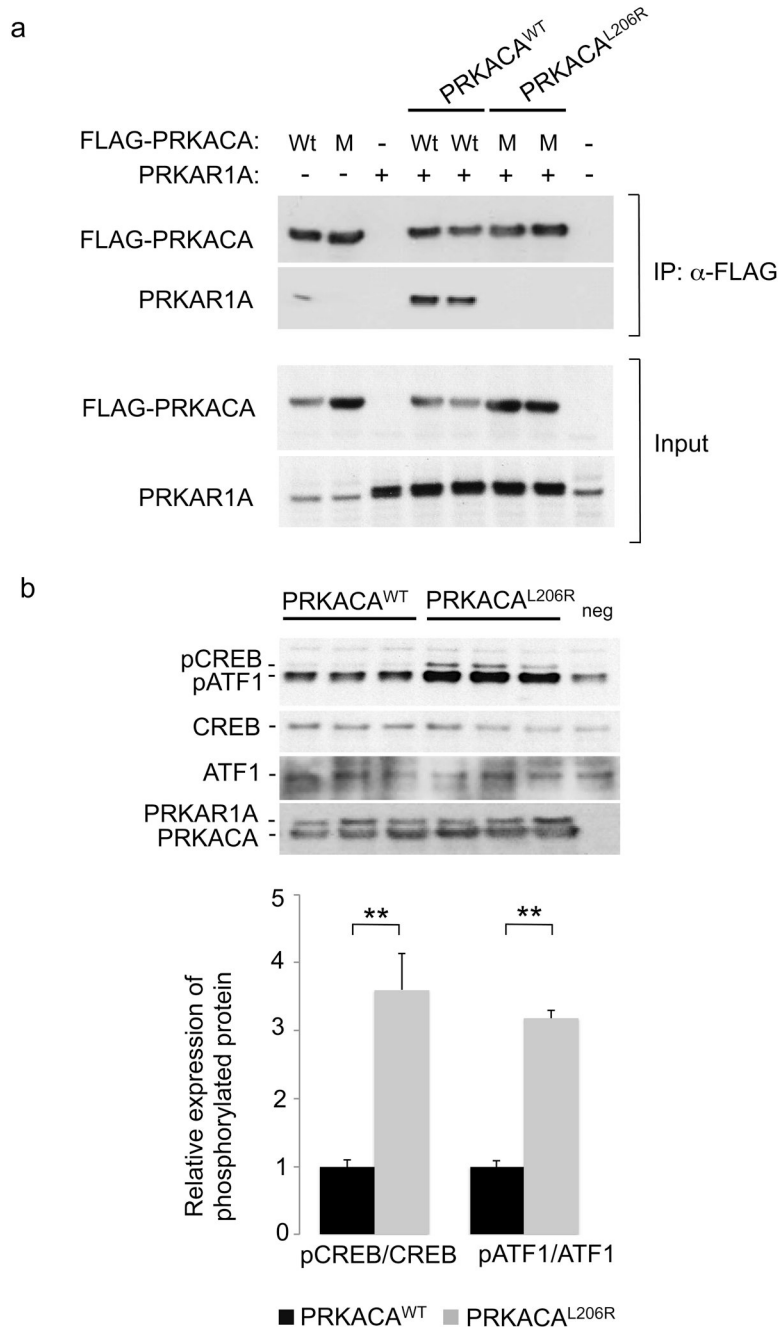 a
PRKACA^WT PRKACA^L206R
FLAG-PRKACA: Wt M - Wt Wt M M -
PRKAR1A: - - + + + + + -
FLAG-PRKACA
PRKAR1A
IP: α-FLAG
FLAG-PRKACA
PRKAR1A
Input
b
PRKACA^WT PRKACA^L206R neg
pCREB -
pATF1 -
CREB -
ATF1 -
PRKAR1A -
PRKACA -
Relative expression of
phosphorylated protein
5
4
3
2
1
0
** **
pCREB/CREB pATF1/ATF1
PRKACA^WT PRKACA^L206R